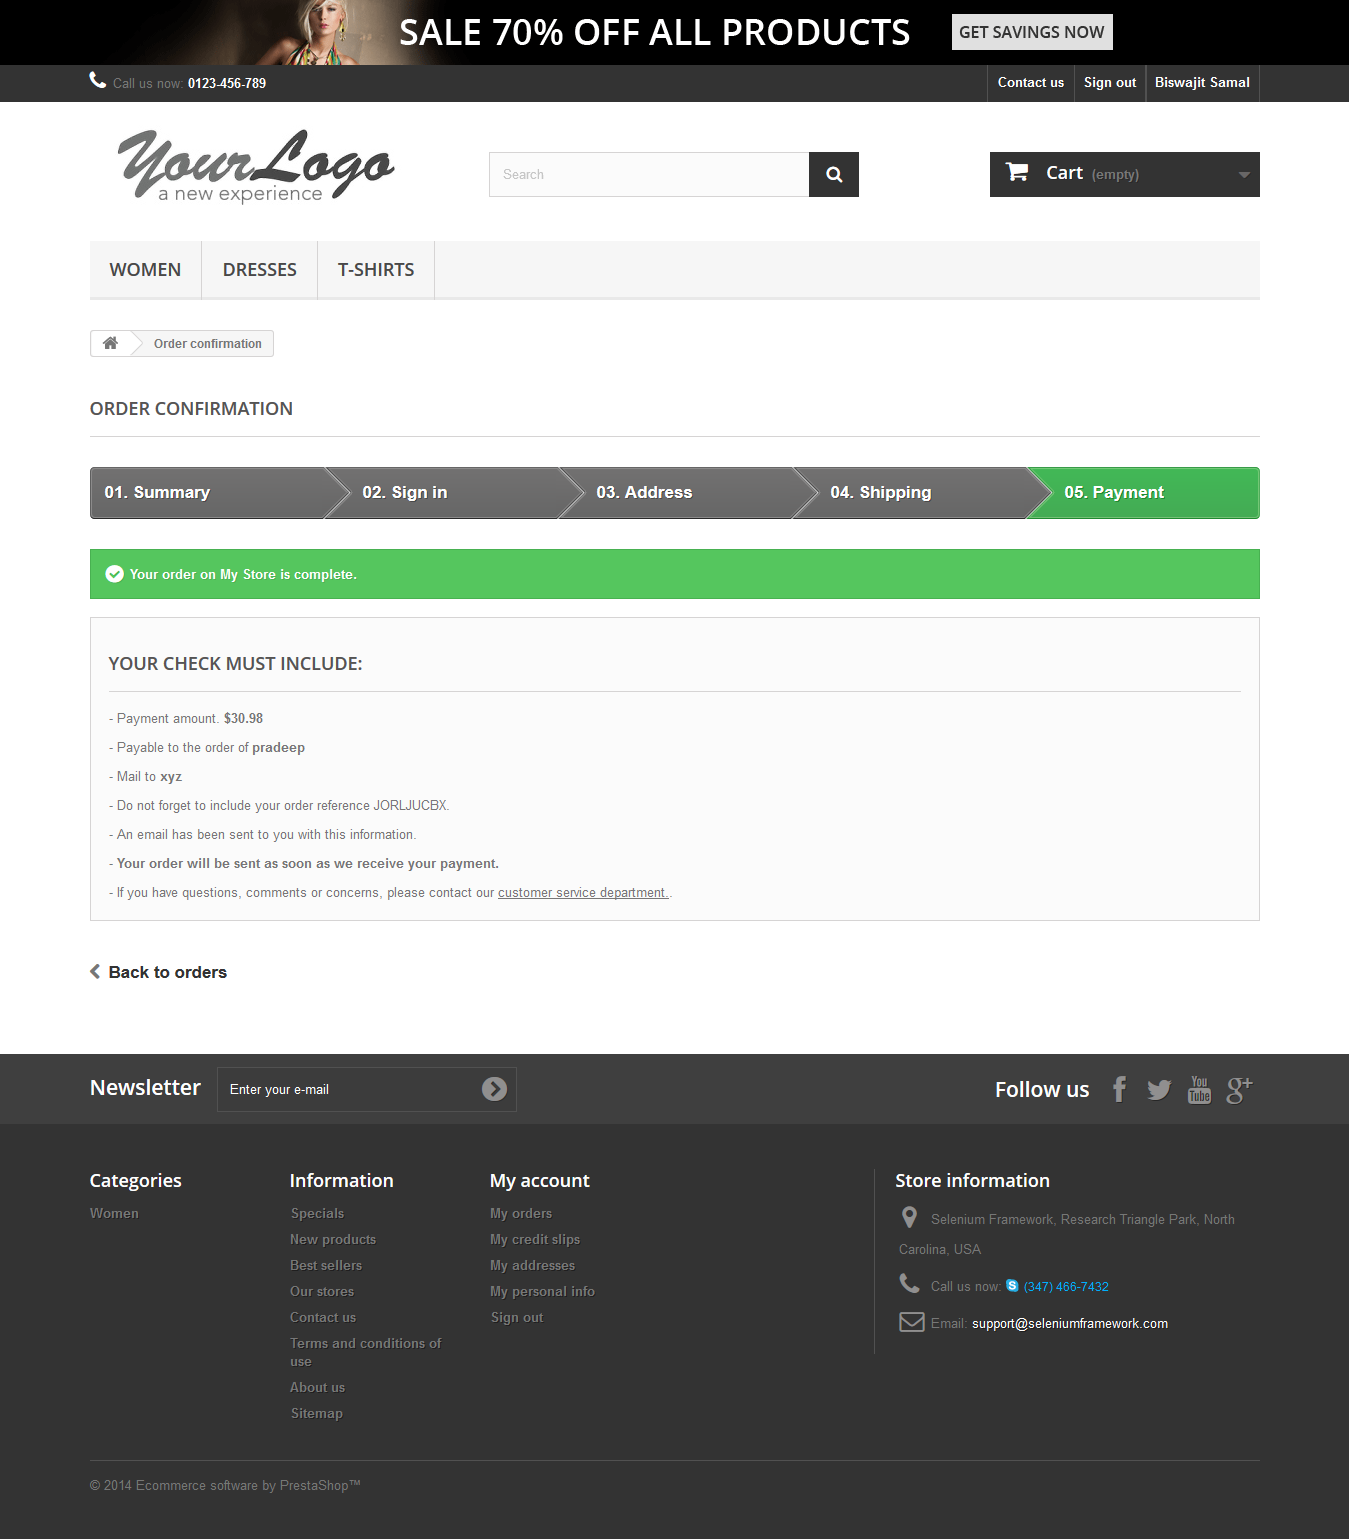 SALE 70% OFF ALL PRODUCTS GET SAVINGS NOW
Call us now: 0123-456-789 Contact us Sign out Biswajit Samal
YourLogo
a new experience
Search
Cart (empty)
WOMEN DRESSES T-SHIRTS
Order confirmation
ORDER CONFIRMATION
01. Summary 02. Sign in 03. Address 04. Shipping 05. Payment
Your order on My Store is complete.
YOUR CHECK MUST INCLUDE:
- Payment amount. $30.98
- Payable to the order of pradeep
- Mail to xyz
- Do not forget to include your order reference JORLJUCBX.
- An email has been sent to you with this information.
- Your order will be sent as soon as we receive your payment.
- If you have questions, comments or concerns, please contact our customer service department..
Back to orders
Newsletter Enter your e-mail Follow us
You
Tube
Categories
Women
Information
Specials
New products
Best sellers
Our stores
Contact us
Terms and conditions of
use
About us
Sitemap
My account
My orders
My credit slips
My addresses
My personal info
Sign out
Store information
Selenium Framework, Research Triangle Park, North
Carolina, USA
Call us now: (347) 466-7432
Email: support@seleniumframework.com
© 2014 Ecommerce software by PrestaShop™